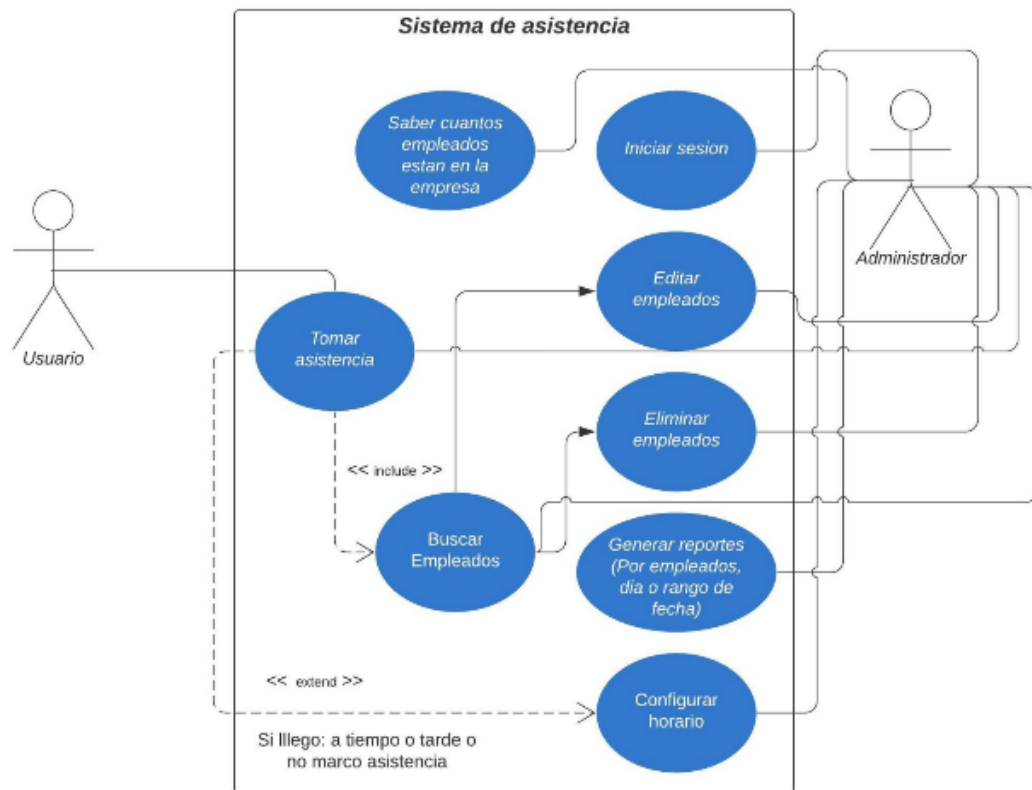 Sistema de asistencia
Saber cuantos
empleados
estan en la
empresa
Iniciar sesion
Administrador
Usuario
Tomar
asistencia
Editar
empleados
Eliminar
empleados
<< include >>
Buscar
Empleados
Generar reportes
(Por empleados,
dia o rango de
fecha)
<< extend >>
Configurar
horario
Si lllego: a tiempo o tarde o
no marco asistencia